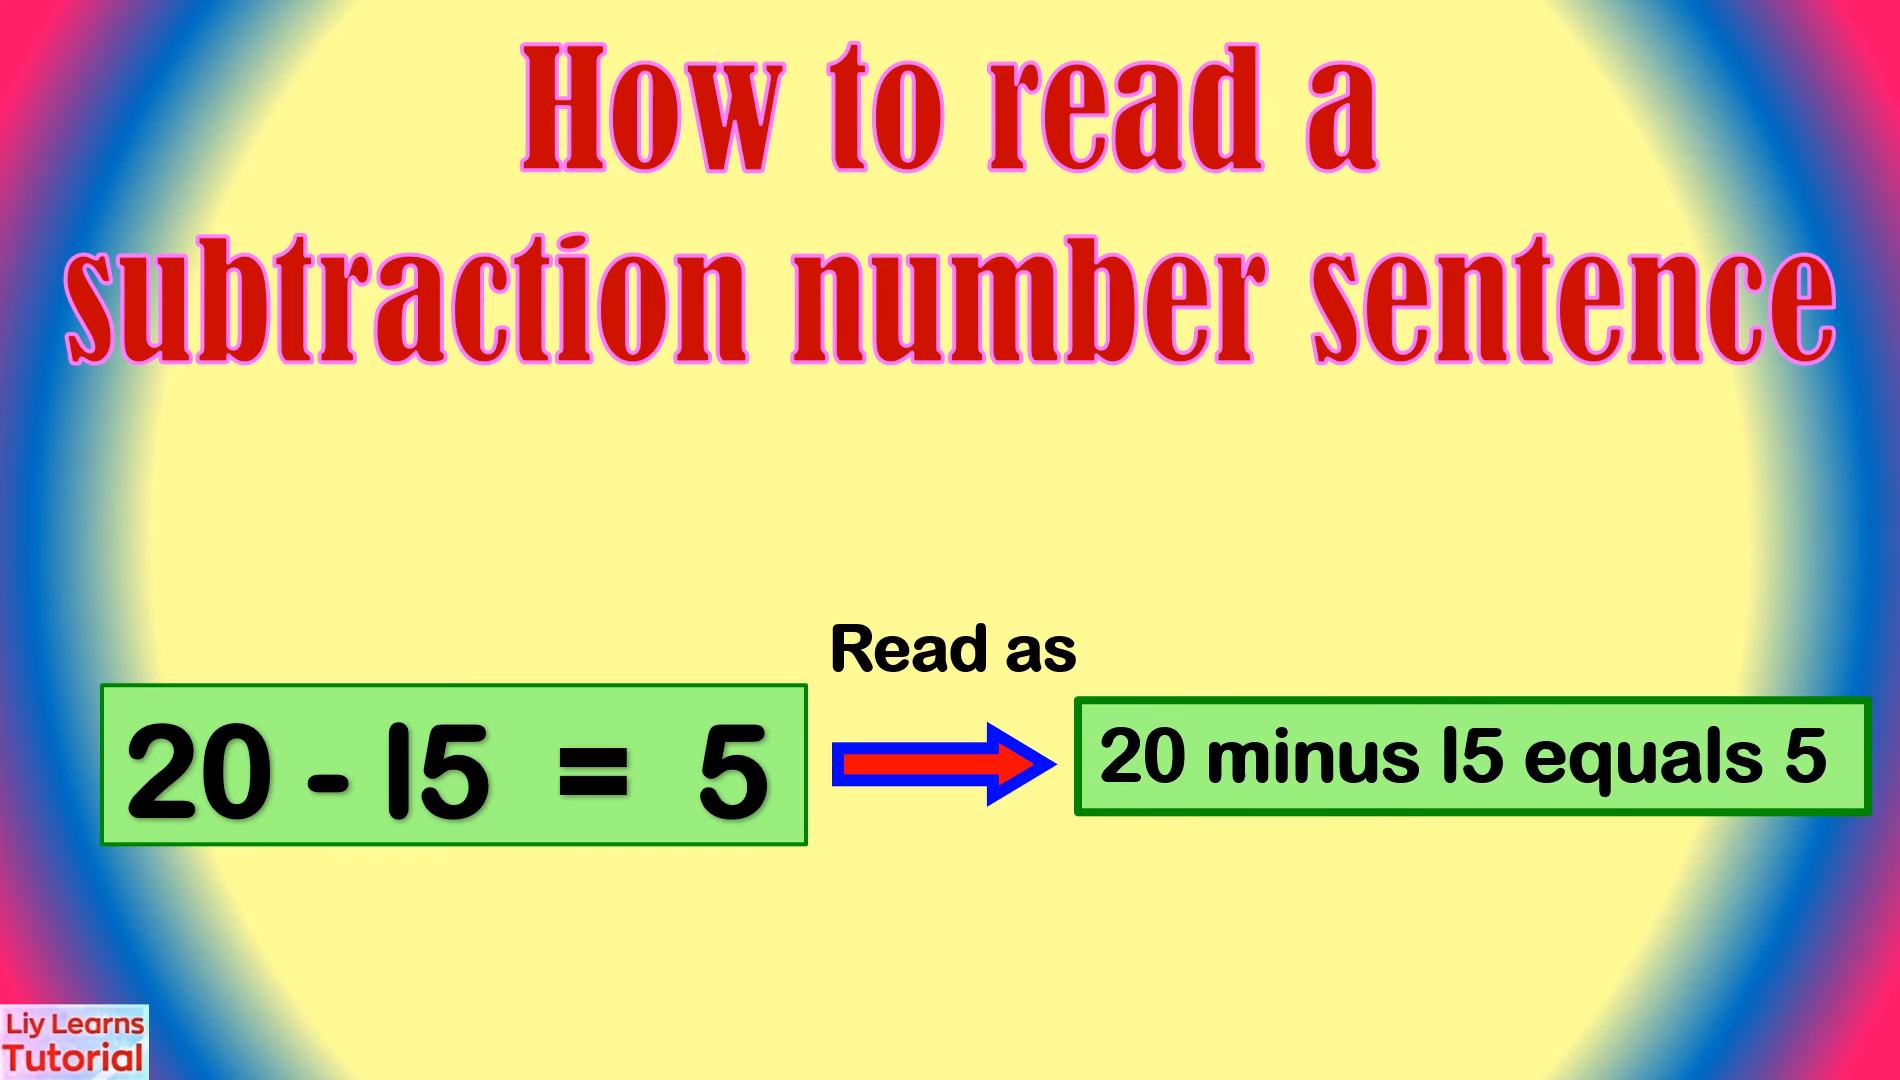 How to read a
subtraction number sentence
Read as
20 - 15 = 5
20 minus 15 equals 5
Liy Learns
Tutorial